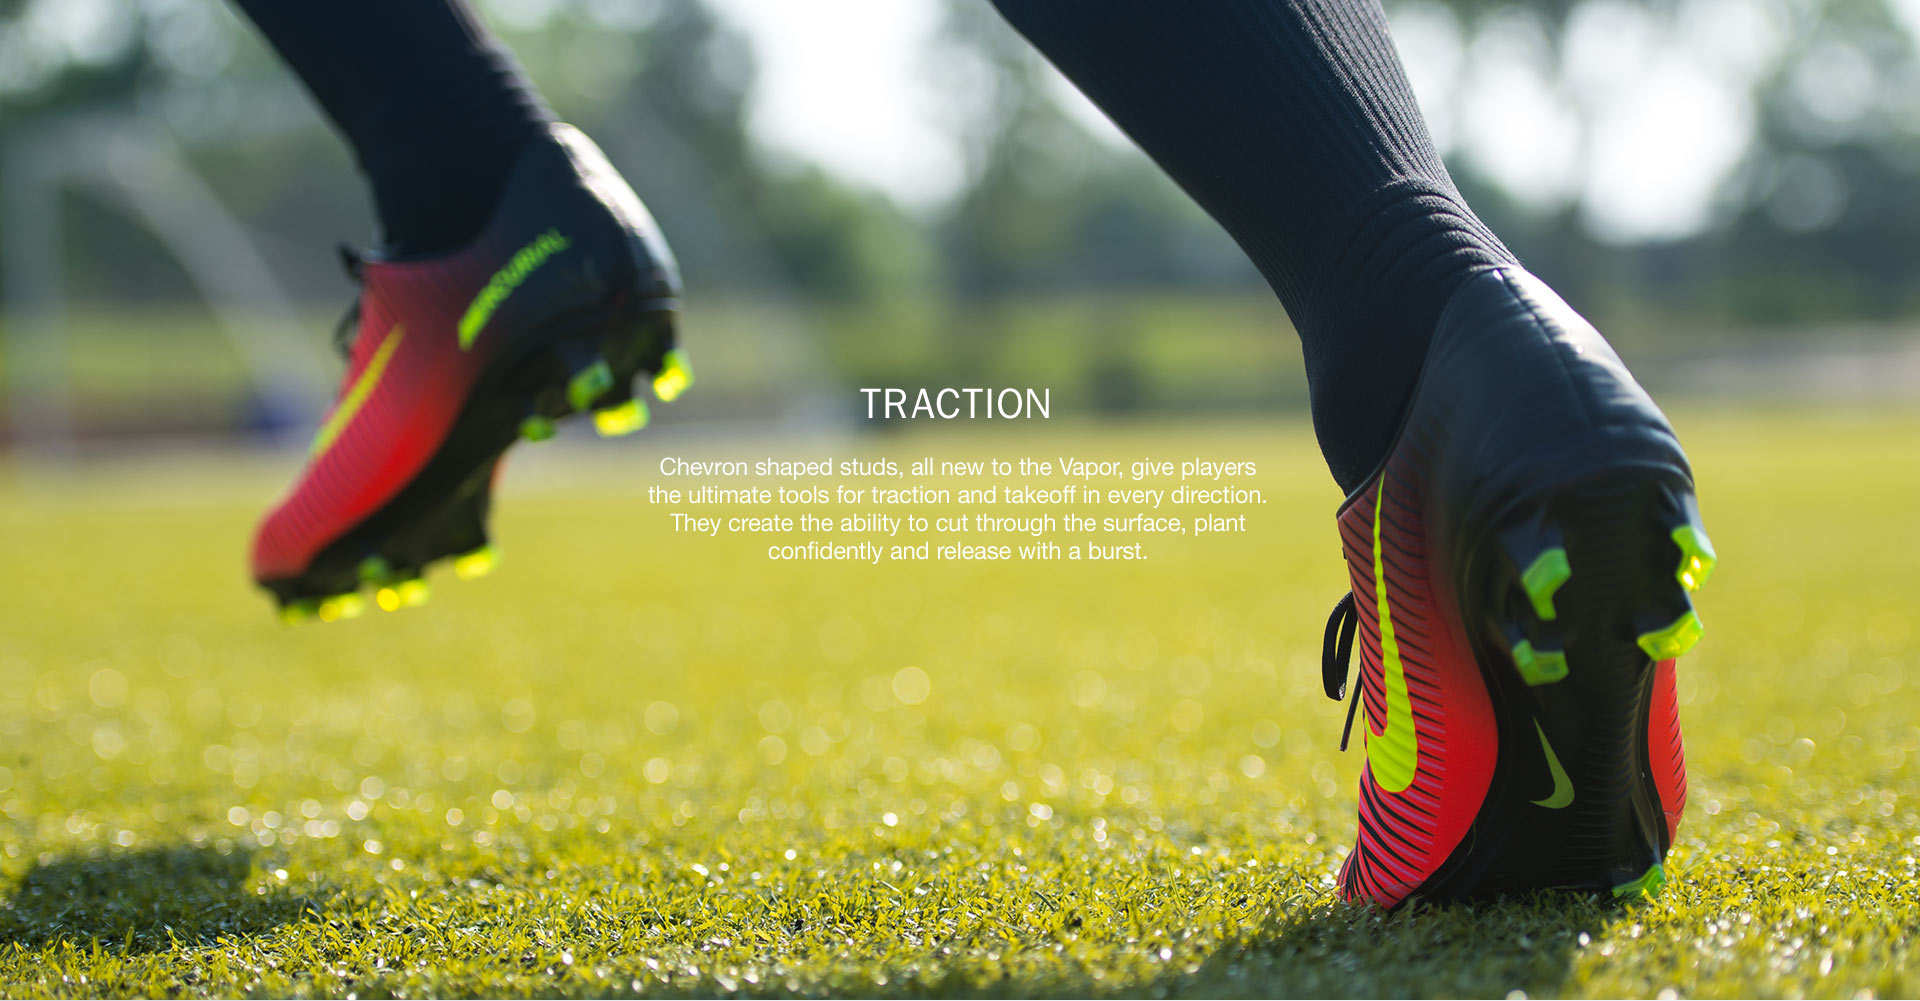 MERCURIAL
TRACTION
Chevron shaped studs, all new to the Vapor, give players
the ultimate tools for traction and takeoff in every direction.
They create the ability to cut through the surface, plant
confidently and release with a burst.